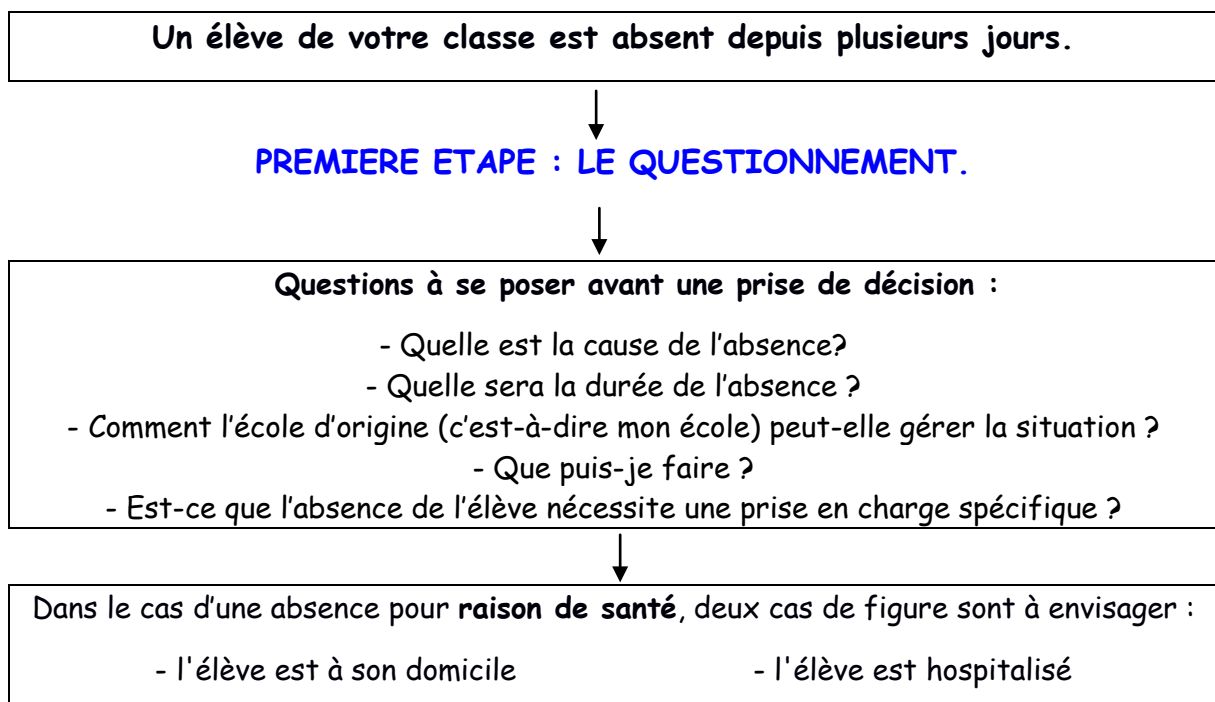 Un élève de votre classe est absent depuis plusieurs jours.
PREMIERE ETAPE : LE QUESTIONNEMENT.
Questions à se poser avant une prise de décision :
- Quelle est la cause de l’absence?
- Quelle sera la durée de l’absence ?
- Comment l’école d’origine (c’est-à-dire mon école) peut-elle gérer la situation ?
- Que puis-je faire ?
- Est-ce que l’absence de l’élève nécessite une prise en charge spécifique ?
Dans le cas d’une absence pour raison de santé, deux cas de figure sont à envisager :
- l'élève est à son domicile - l'élève est hospitalisé